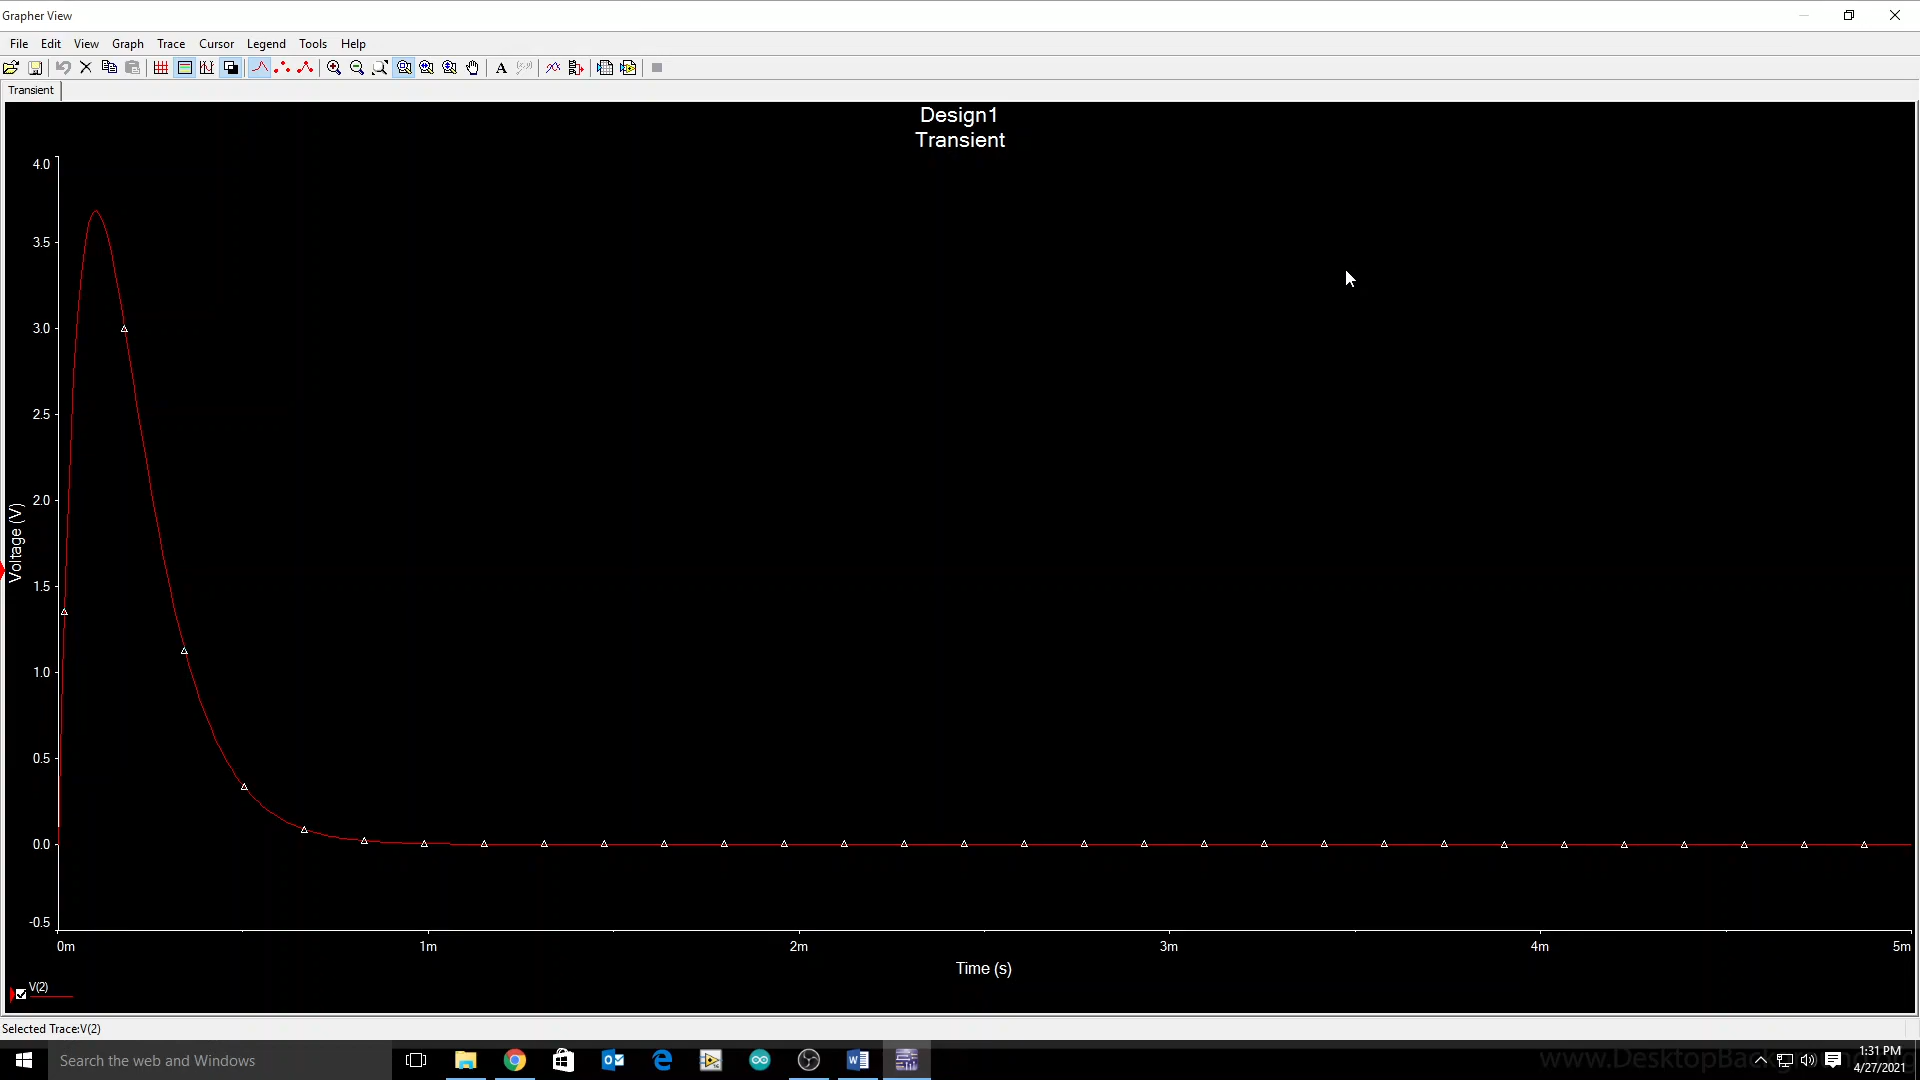 Grapher View
File Edit View Graph Trace Cursor Legend Tools Help
A
Transient
Design1
Transient
4.0
3.5
3.0
2.5
2.0
1.5
1.0
0.5
0.0
-0.5
Voltage (V)
0m 1m 2m 3m 4m 5m
Time (s)
V(2)
Selected Trace:V(2)
Search the web and Windows
1:31 PM
4/27/2021